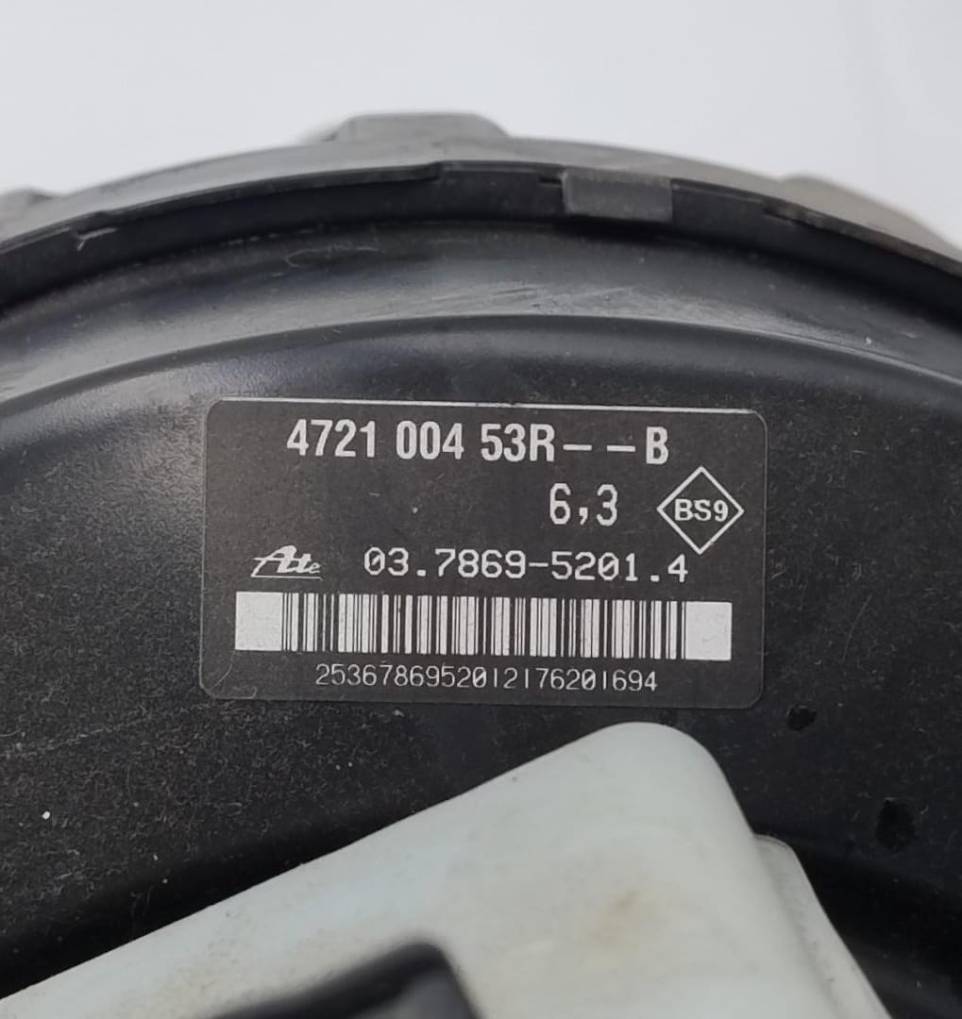 4721 004 53R--B
6,3 BS9
Ate 03.7869-5201.4
2536786952012176201694